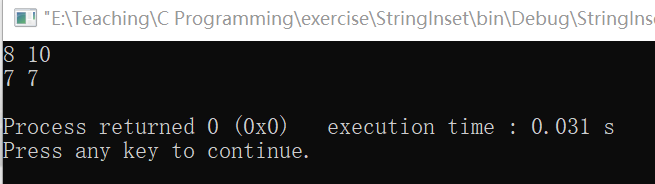 "E:\Teaching\C Programming\exercise\StringInset\bin\Debug\StringInse
8 10
7 7
Process returned 0 (0x0)   execution time : 0.031 s
Press any key to continue.